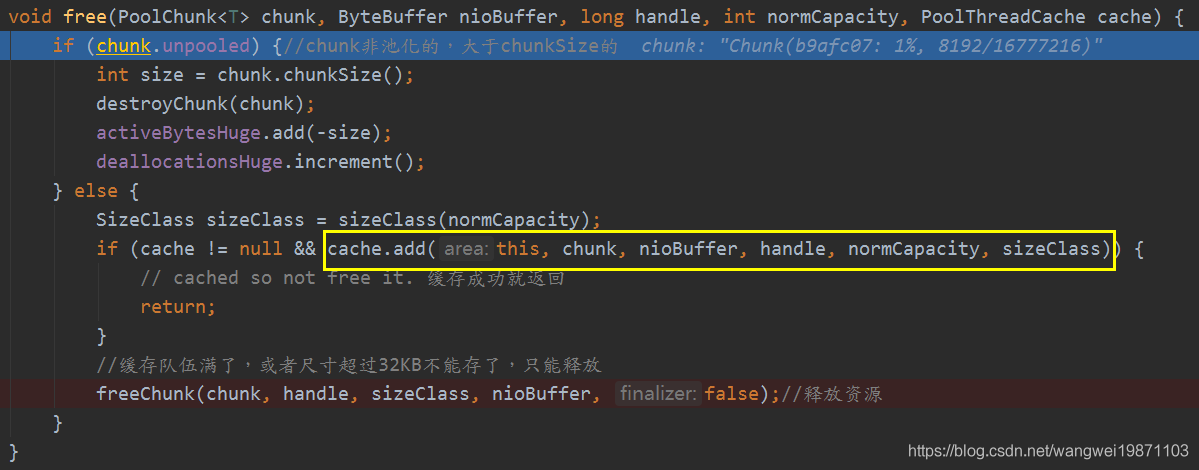 void free(PoolChunk<T> chunk, ByteBuffer nioBuffer, long handle, int normCapacity, PoolThreadCache cache) {
if (chunk.unpooled) {//chunk非池化的，大于chunkSize的 chunk: "Chunk(b9afc07: 1%, 8192/16777216)"
int size = chunk.chunkSize();
destroyChunk(chunk);
activeBytesHuge.add(-size);
deallocationsHuge.increment();
} else {
SizeClass sizeClass = sizeClass(normCapacity);
if (cache != null && cache.add( area: this, chunk, nioBuffer, handle, normCapacity, sizeClass)) {
// cached so not free it. 缓存成功就返回
return;
}
//缓存队伍满了，或者尺寸超过32KB不能存了，只能释放
freeChunk(chunk, handle, sizeClass, nioBuffer, finalizer: false);//释放资源
}
}
https://blog.csdn.net/wangwei19871103